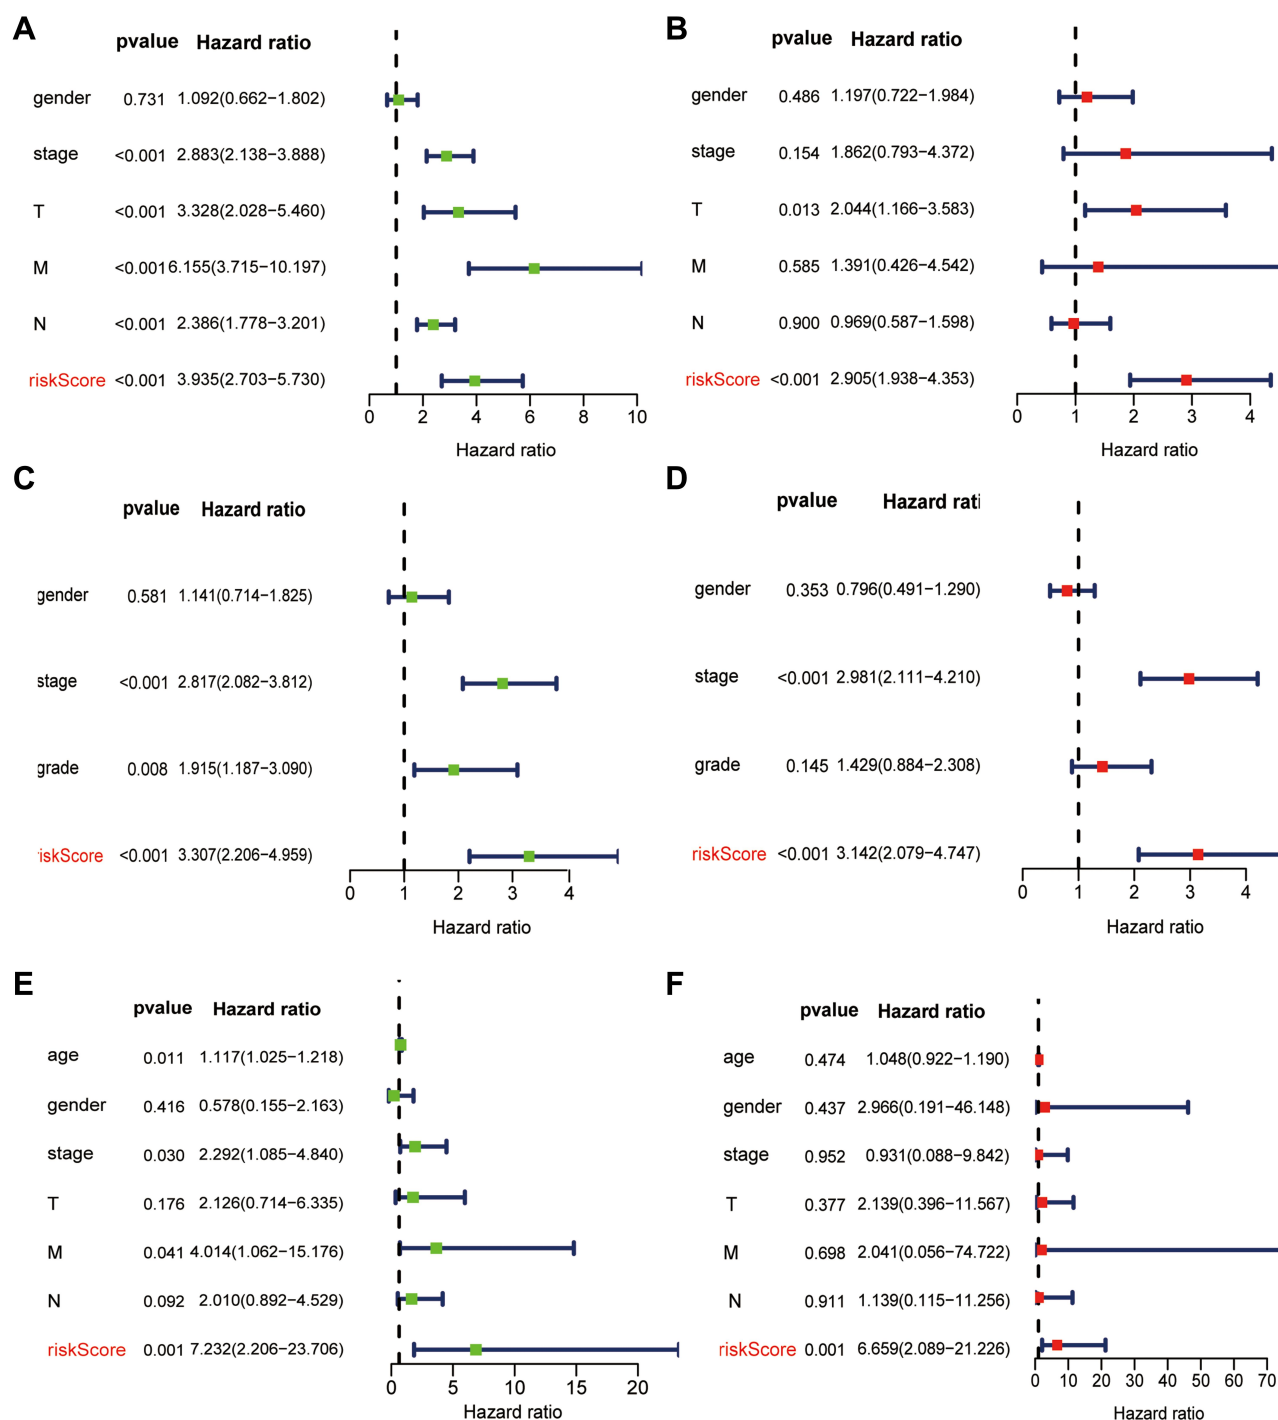 A
pvalue Hazard ratio
gender 0.731 1.092(0.662−1.802)
stage <0.001 2.883(2.138−3.888)
T <0.001 3.328(2.028−5.460)
M <0.001 6.155(3.715−10.197)
N <0.001 2.386(1.778−3.201)
riskScore <0.001 3.935(2.703−5.730)
0 2 4 6 8 10
Hazard ratio
B
pvalue Hazard ratio
gender 0.486 1.197(0.722−1.984)
stage 0.154 1.862(0.793−4.372)
T 0.013 2.044(1.166−3.583)
M 0.585 1.391(0.426−4.542)
N 0.900 0.969(0.587−1.598)
riskScore <0.001 2.905(1.938−4.353)
0 1 2 3 4
Hazard ratio
C
pvalue Hazard ratio
gender 0.581 1.141(0.714−1.825)
stage <0.001 2.817(2.082−3.812)
grade 0.008 1.915(1.187−3.090)
iskScore <0.001 3.307(2.206−4.959)
0 1 2 3 4
Hazard ratio
D
pvalue Hazard rati
gender 0.353 0.796(0.491−1.290)
stage <0.001 2.981(2.111−4.210)
grade 0.145 1.429(0.884−2.308)
riskScore <0.001 3.142(2.079−4.747)
0 1 2 3 4
Hazard ratio
E
pvalue Hazard ratio
age 0.011 1.117(1.025−1.218)
gender 0.416 0.578(0.155−2.163)
stage 0.030 2.292(1.085−4.840)
T 0.176 2.126(0.714−6.335)
M 0.041 4.014(1.062−15.176)
N 0.092 2.010(0.892−4.529)
riskScore 0.001 7.232(2.206−23.706)
0 5 10 15 20
Hazard ratio
F
pvalue Hazard ratio
age 0.474 1.048(0.922−1.190)
gender 0.437 2.966(0.191−46.148)
stage 0.952 0.931(0.088−9.842)
T 0.377 2.139(0.396−11.567)
M 0.698 2.041(0.056−74.722)
N 0.911 1.139(0.115−11.256)
riskScore 0.001 6.659(2.089−21.226)
0 10 20 30 40 50 60 70
Hazard ratio